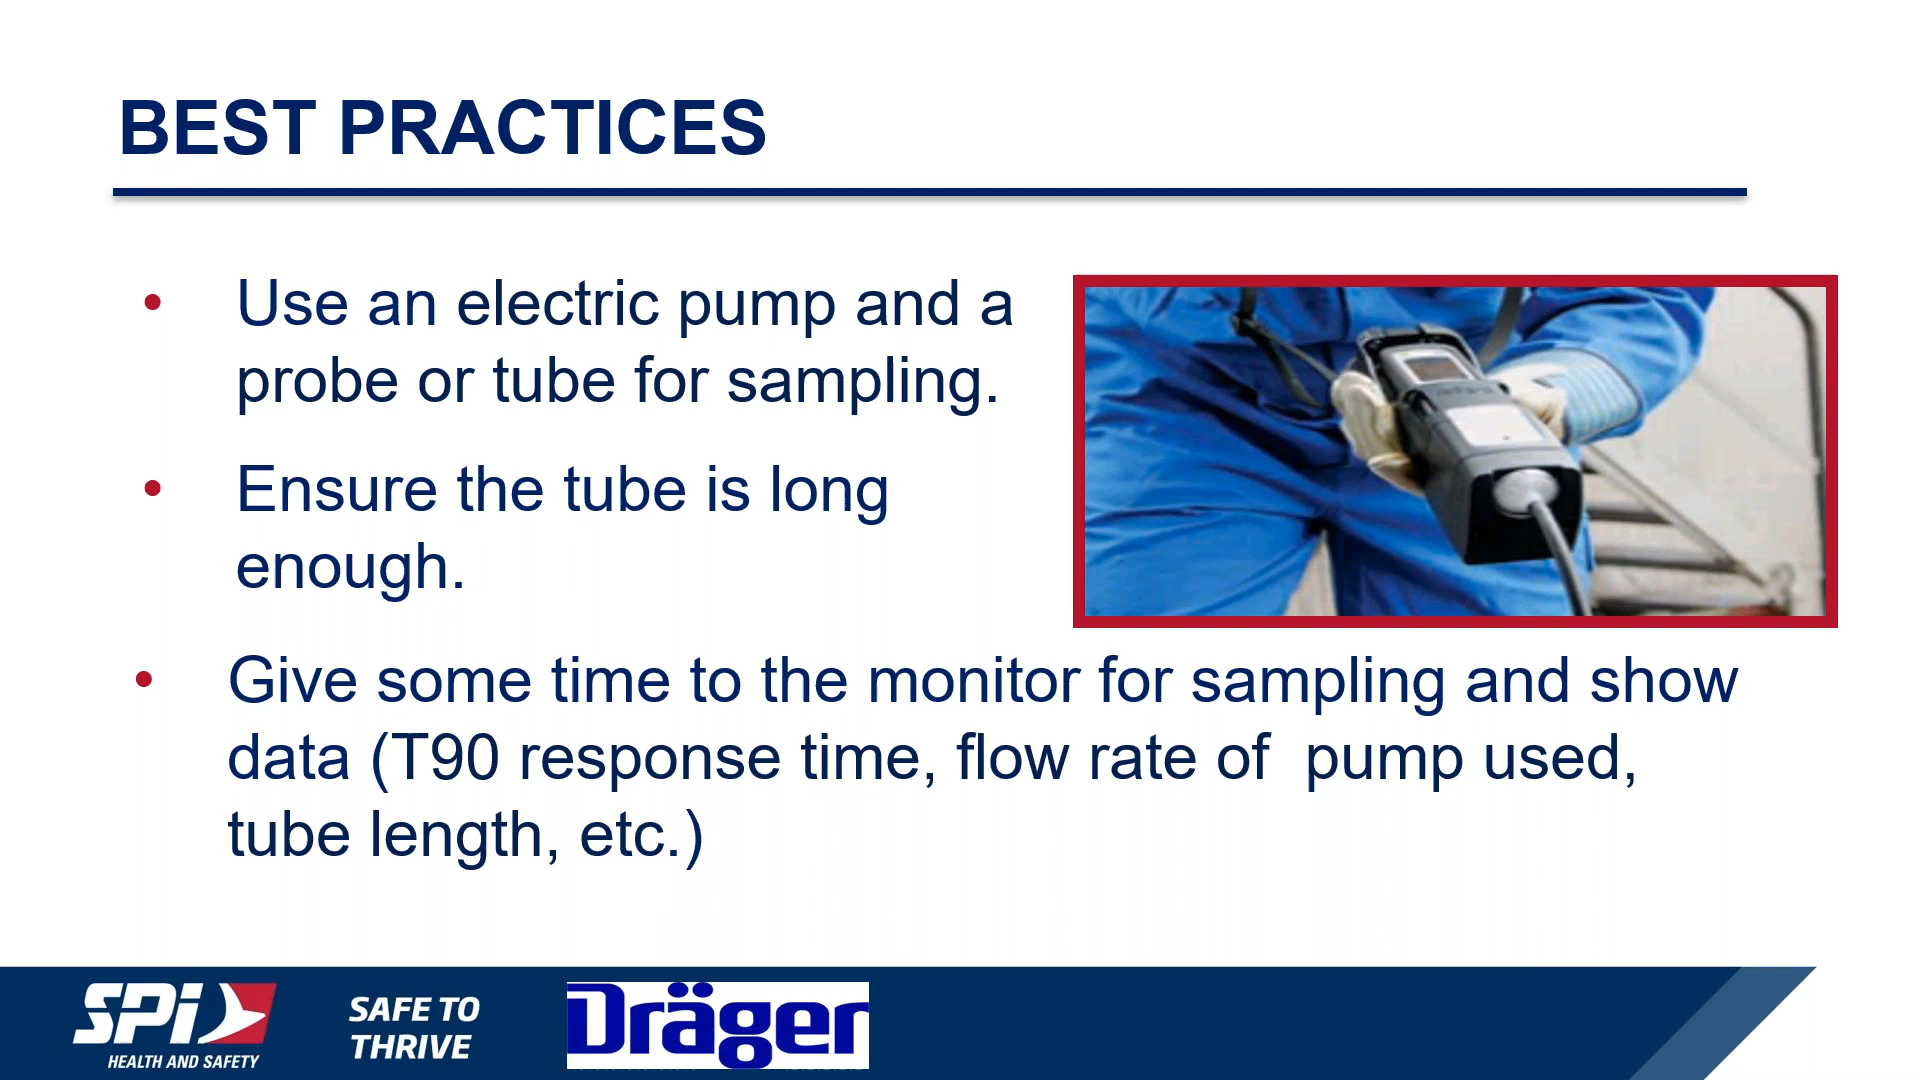 BEST PRACTICES
• Use an electric pump and a
probe or tube for sampling.
• Ensure the tube is long
enough.
• Give some time to the monitor for sampling and show
data (T90 response time, flow rate of  pump used,
tube length, etc.)
SPi
HEALTH AND SAFETY
SAFE TO
THRIVE
Dräger